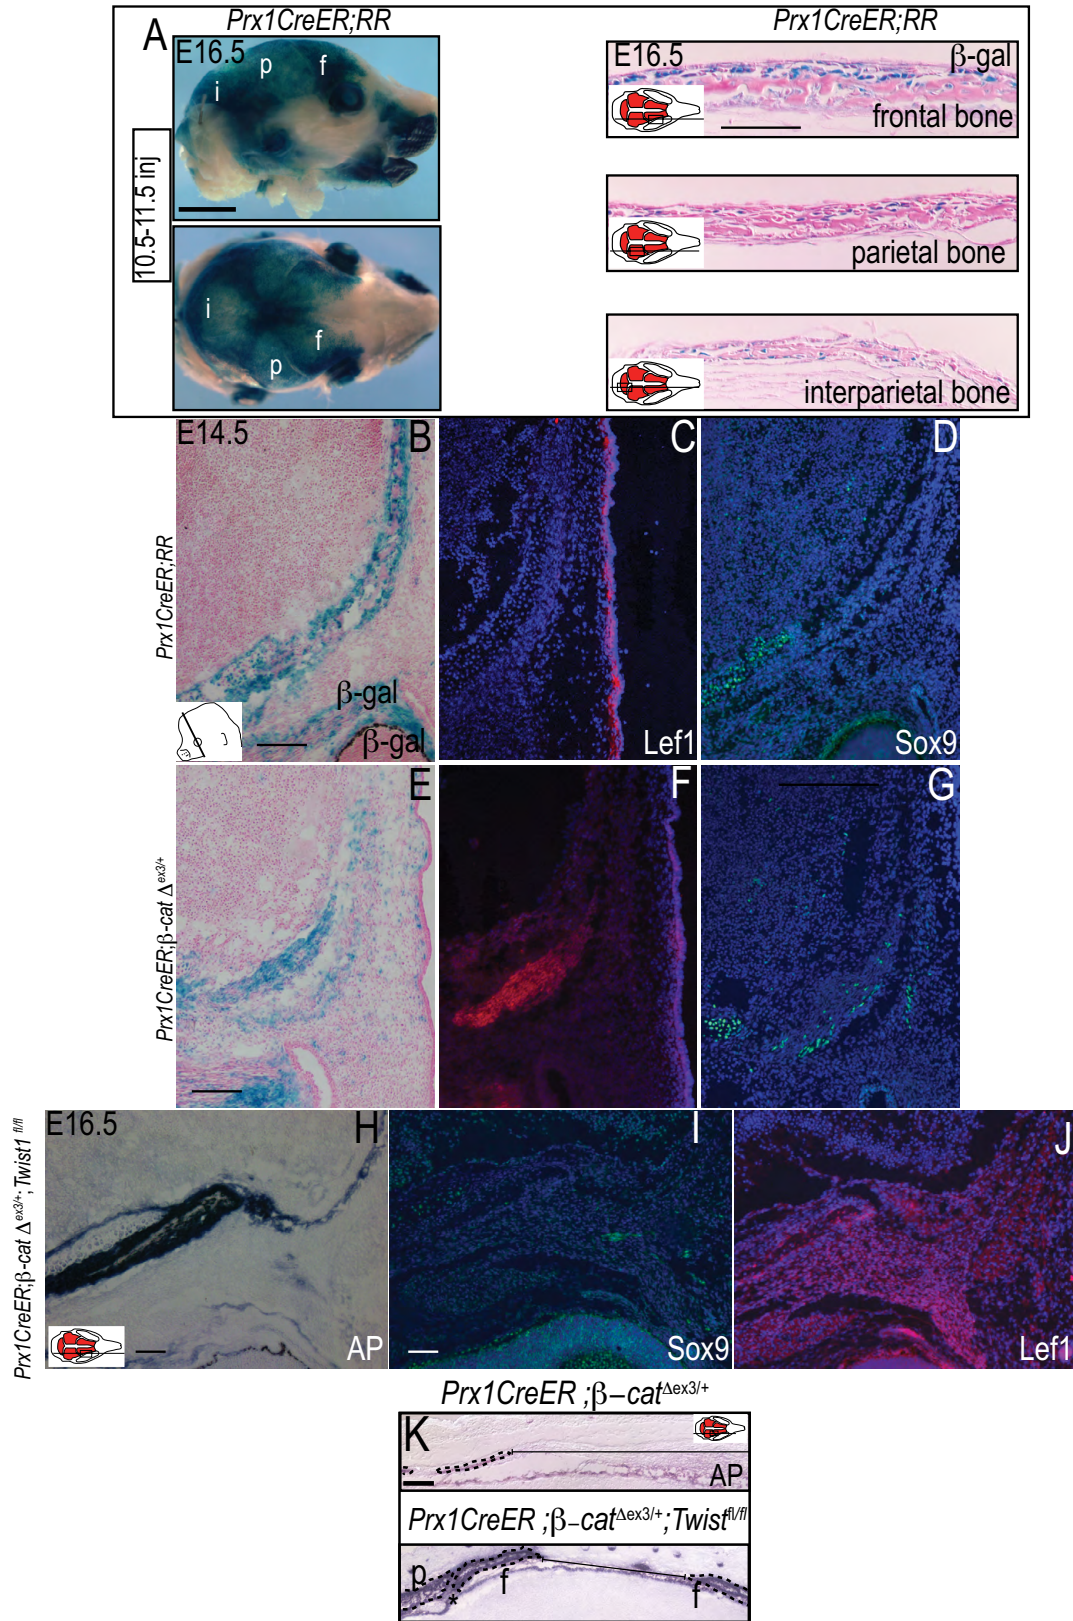 Prx1CreER;RR
Prx1CreER;RR
A
E16.5
i
p
f
10.5-11.5 inj
i
p
f
E16.5
β-gal
frontal bone
parietal bone
interparietal bone
E14.5
B
C
D
Prx1CreER;RR
β-gal
β-gal
Lef1
Sox9
E
F
G
Prx1CreER;β-cat Δex3/+
E16.5
H
I
J
Prx1CreER;β-cat Δex3/+;Twist1 fl/fl
AP
Sox9
Lef1
Prx1CreER ;β–catΔex3/+
K
AP
Prx1CreER ;β–catΔex3/+;Twistfl/fl
p
f
f
*